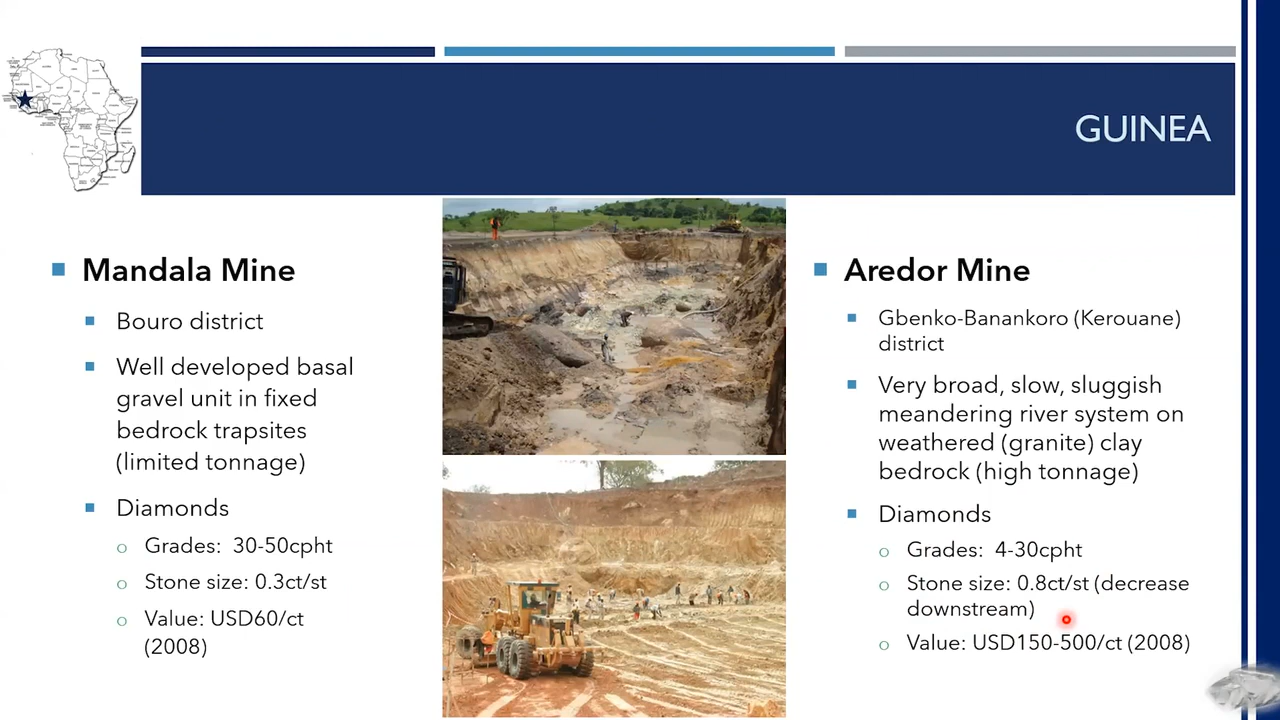 GUINEA
Mandala Mine
Bouro district
Well developed basal
gravel unit in fixed
bedrock trapsites
(limited tonnage)
Diamonds
Grades: 30-50cpht
Stone size: 0.3ct/st
Value: USD60/ct
(2008)
Aredor Mine
Gbenko-Banankoro (Kerouane)
district
Very broad, slow, sluggish
meandering river system on
weathered (granite) clay
bedrock (high tonnage)
Diamonds
Grades: 4-30cpht
Stone size: 0.8ct/st (decrease
downstream)
Value: USD150-500/ct (2008)